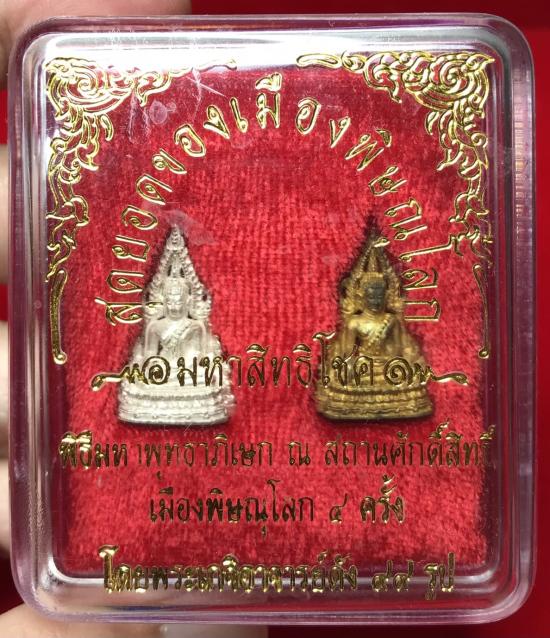 สุดยอดของเมืองพิษณุโลก
๑ มหาสิทธิโชค ๑
พิธีมหาพุทธาภิเษก ณ สถานศักดิ์สิทธิ์
เมืองพิษณุโลก ๔ ครั้ง
โดยพระเกจิอาจารย์ดัง ๙๙ รูป